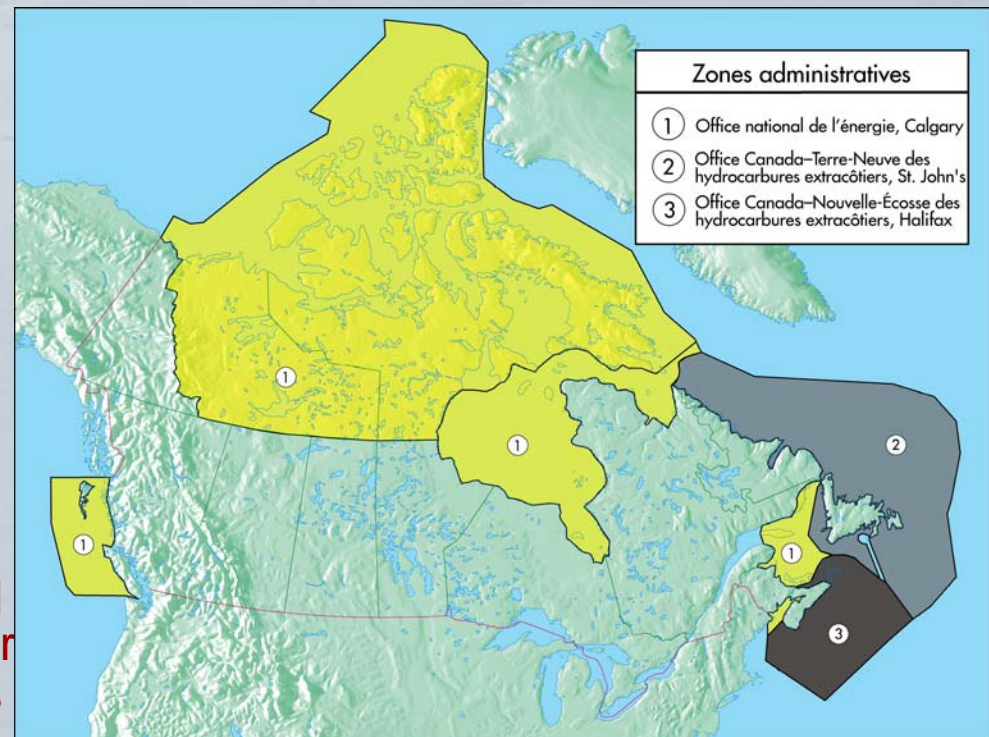 Zones administratives
1 Office national de l'énergie, Calgary
2 Office Canada–Terre-Neuve des
hydrocarbures extracôtiers, St. John's
3 Office Canada–Nouvelle-Écosse des
hydrocarbures extracôtiers, Halifax
1
1
2
1
1
3
r